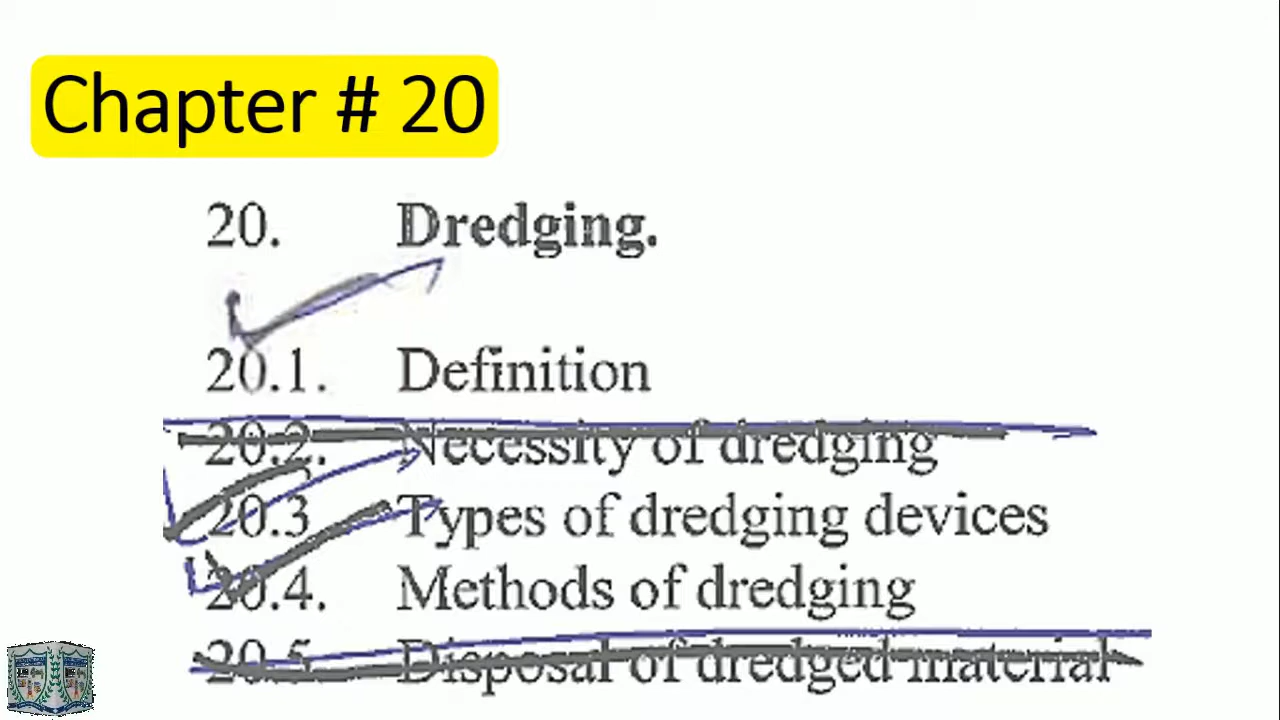 Chapter # 20
20. Dredging.
20.1. Definition
20.2. Necessity of dredging
20.3 Types of dredging devices
20.4. Methods of dredging
20.5 Disposal of dredged material